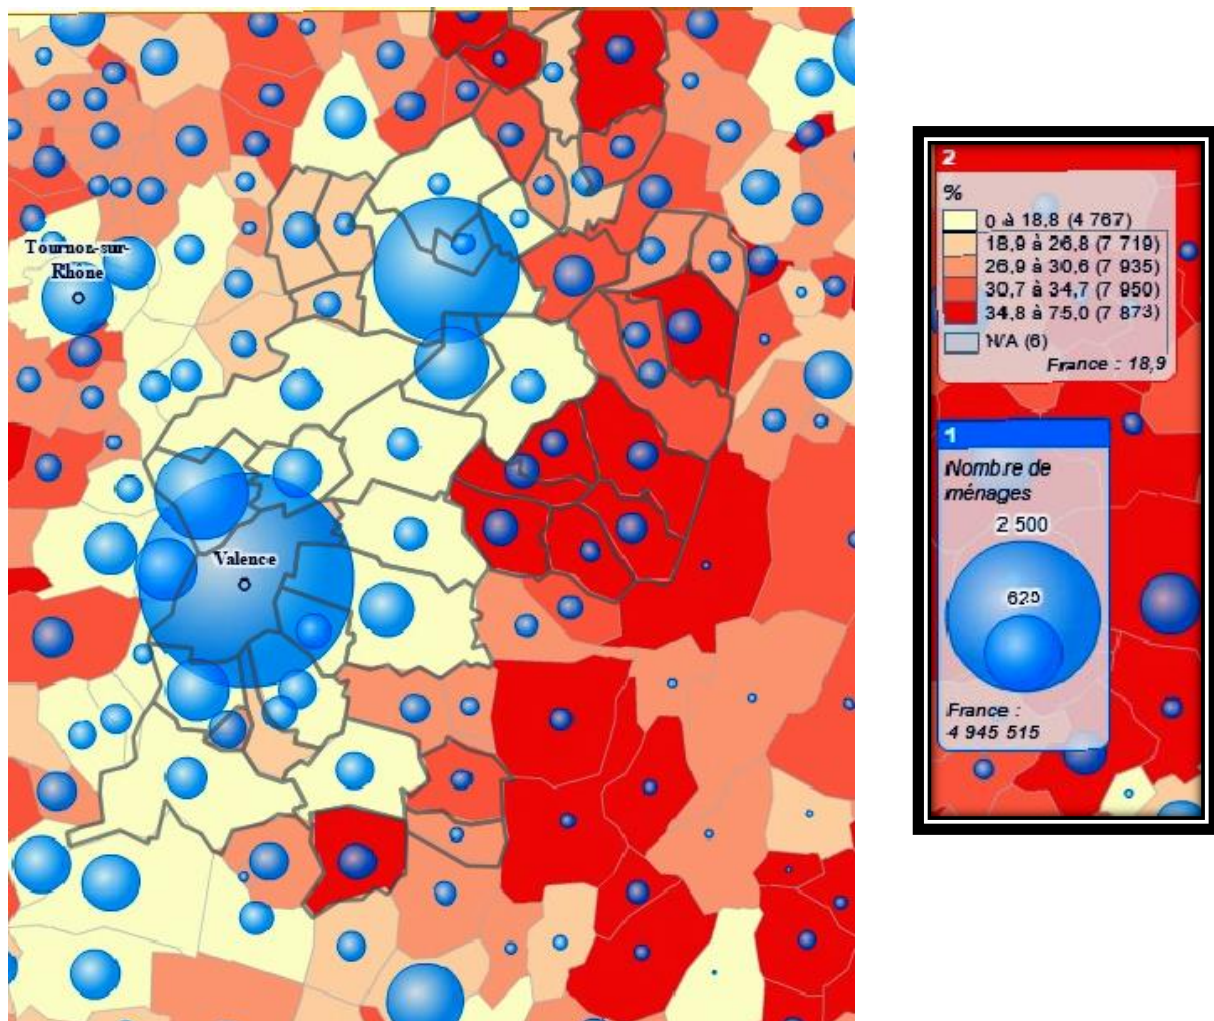 Tournon-sur-
Rhone
Valence
2
%
0 à 18,8 (4 767)
18,9 à 26,8 (7 719)
26,9 à 30,6 (7 935)
30,7 à 34,7 (7 950)
34,8 à 75,0 (7 873)
N/A (6)
France : 18,9
1
Nombre de
ménages
2 500
625
France :
4 945 515